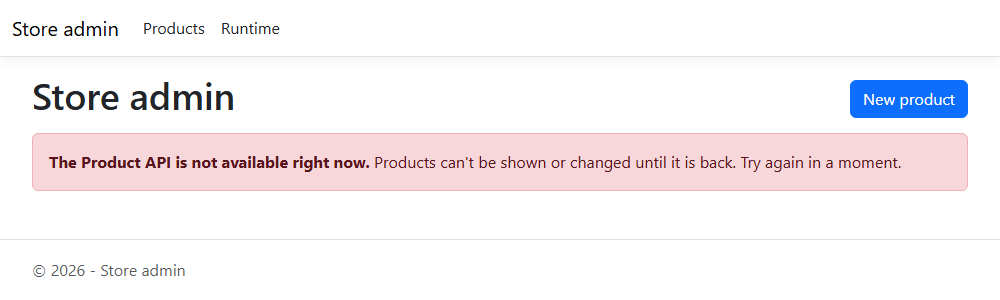 Store admin Products Runtime
Store admin
New product
The Product API is not available right now. Products can't be shown or changed until it is back. Try again in a moment.
© 2026 - Store admin